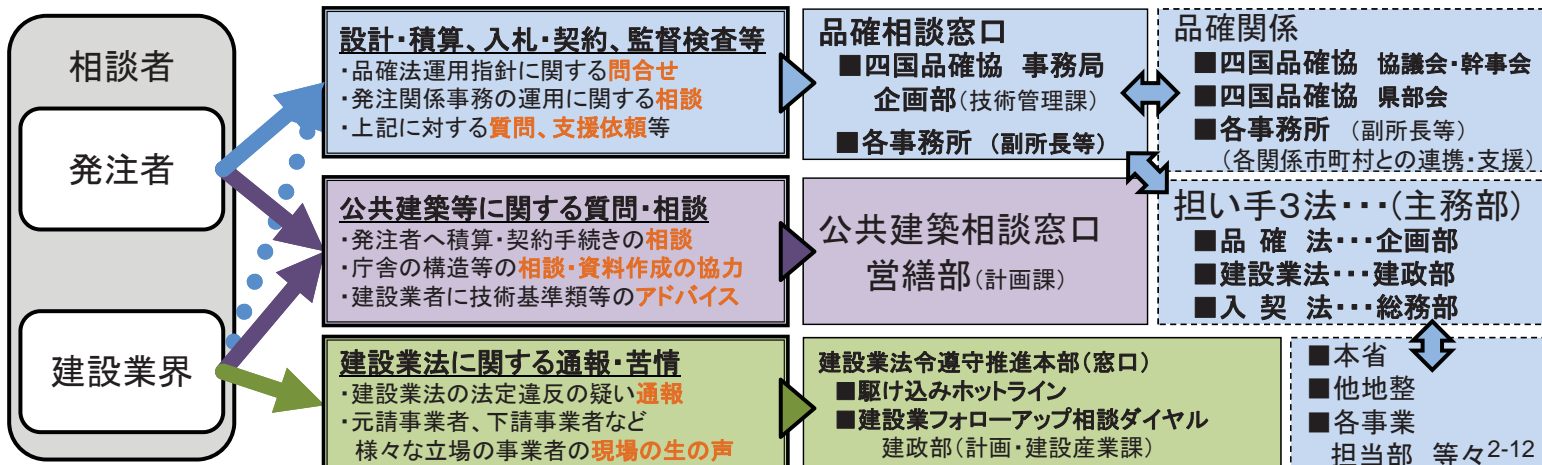 相談者
発注者
建設業界
設計・積算、入札・契約、監督検査等
・品確法運用指針に関する問合せ
・発注関係事務の運用に関する相談
・上記に対する質問、支援依頼等
公共建築等に関する質問・相談
・発注者へ積算・契約手続きの相談
・庁舎の構造等の相談・資料作成の協力
・建設業者に技術基準類等のアドバイス
建設業法に関する通報・苦情
・建設業法の法定違反の疑い通報
・元請事業者、下請事業者など
様々な立場の事業者の現場の生の声
品確相談窓口
■四国品確協 事務局
企画部(技術管理課)
■各事務所 (副所長等)
公共建築相談窓口
営繕部(計画課)
建設業法令遵守推進本部(窓口)
■駆け込みホットライン
■建設業フォローアップ相談ダイヤル
建政部(計画・建設産業課)
品確関係
■四国品確協 協議会・幹事会
■四国品確協 県部会
■各事務所 (副所長等)
(各関係市町村との連携・支援)
担い手3法・・・(主務部)
■品 確 法・・・企画部
■建設業法・・・建政部
■入 契 法・・・総務部
■本省
■他地整
■各事業
担当部 等々2-12